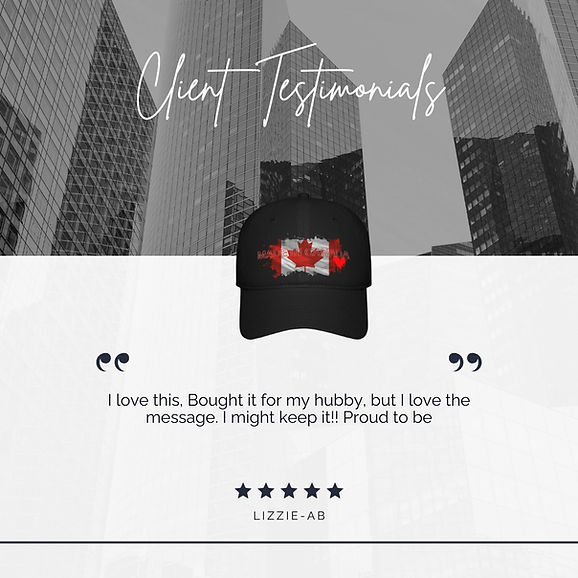 Client Testimonials
I love this, Bought it for my hubby, but I love the
message. I might keep it!! Proud to be
LIZZIE-AB